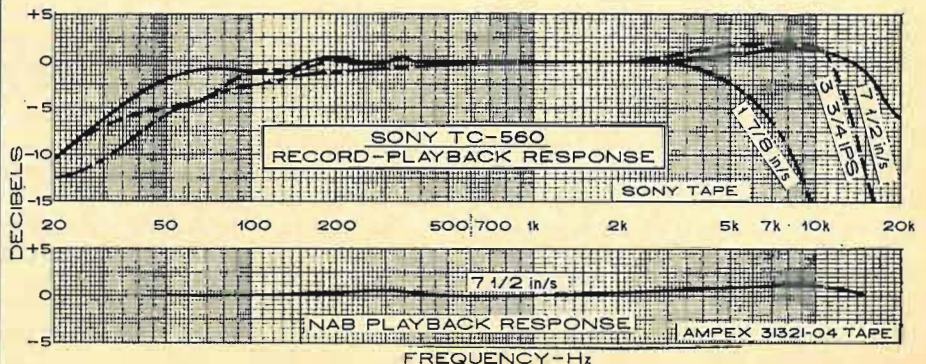 +5
0
-5
-10
-15
DECIBELS
SONY TC-560
RECORD-PLAYBACK RESPONSE
SONY TAPE
1 7/8 in/s
3 3/4 IPS
7 1/2 in/s
20 50 100 200 500 700 1k 2k 5k 7k 10k 20k
+5
0
-5
7 1/2 in/s
NAB PLAYBACK RESPONSE
AMPEX 31321-04 TAPE
FREQUENCY-Hz